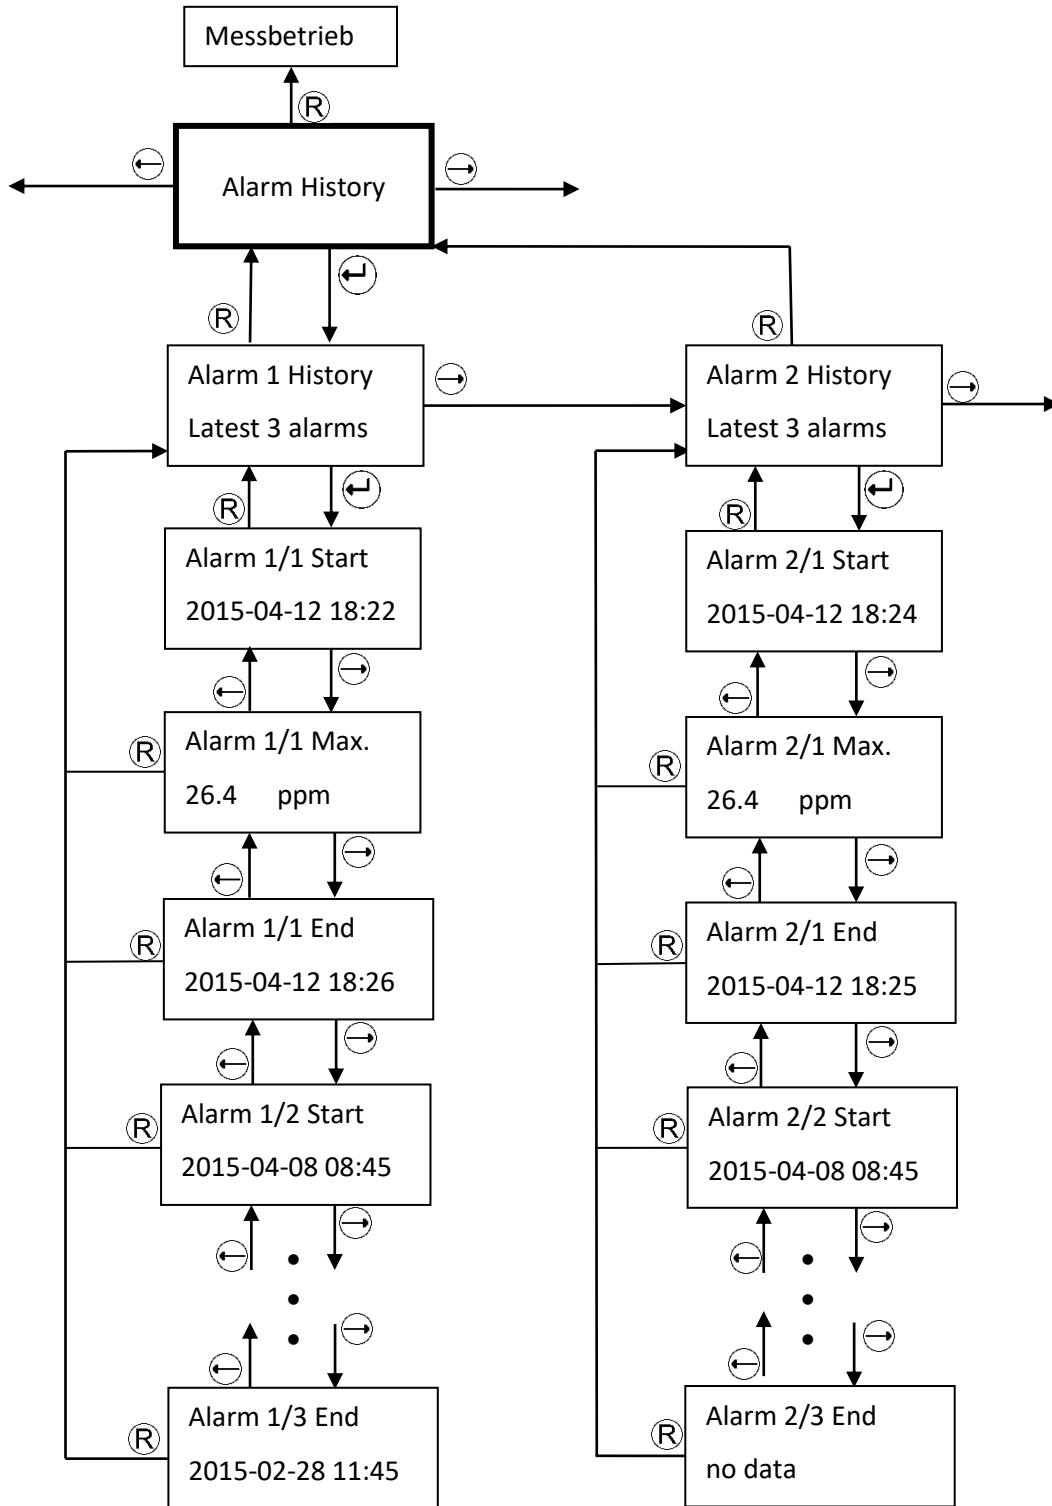 Messbetrieb
R
Alarm History
R
R
Alarm 1 History
Latest 3 alarms
Alarm 2 History
Latest 3 alarms
R
R
Alarm 1/1 Start
2015-04-12 18:22
Alarm 2/1 Start
2015-04-12 18:24
R
Alarm 1/1 Max.
26.4 ppm
R
Alarm 2/1 Max.
26.4 ppm
R
Alarm 1/1 End
2015-04-12 18:26
R
Alarm 2/1 End
2015-04-12 18:25
R
Alarm 1/2 Start
2015-04-08 08:45
R
Alarm 2/2 Start
2015-04-08 08:45
R
Alarm 1/3 End
2015-02-28 11:45
R
Alarm 2/3 End
no data